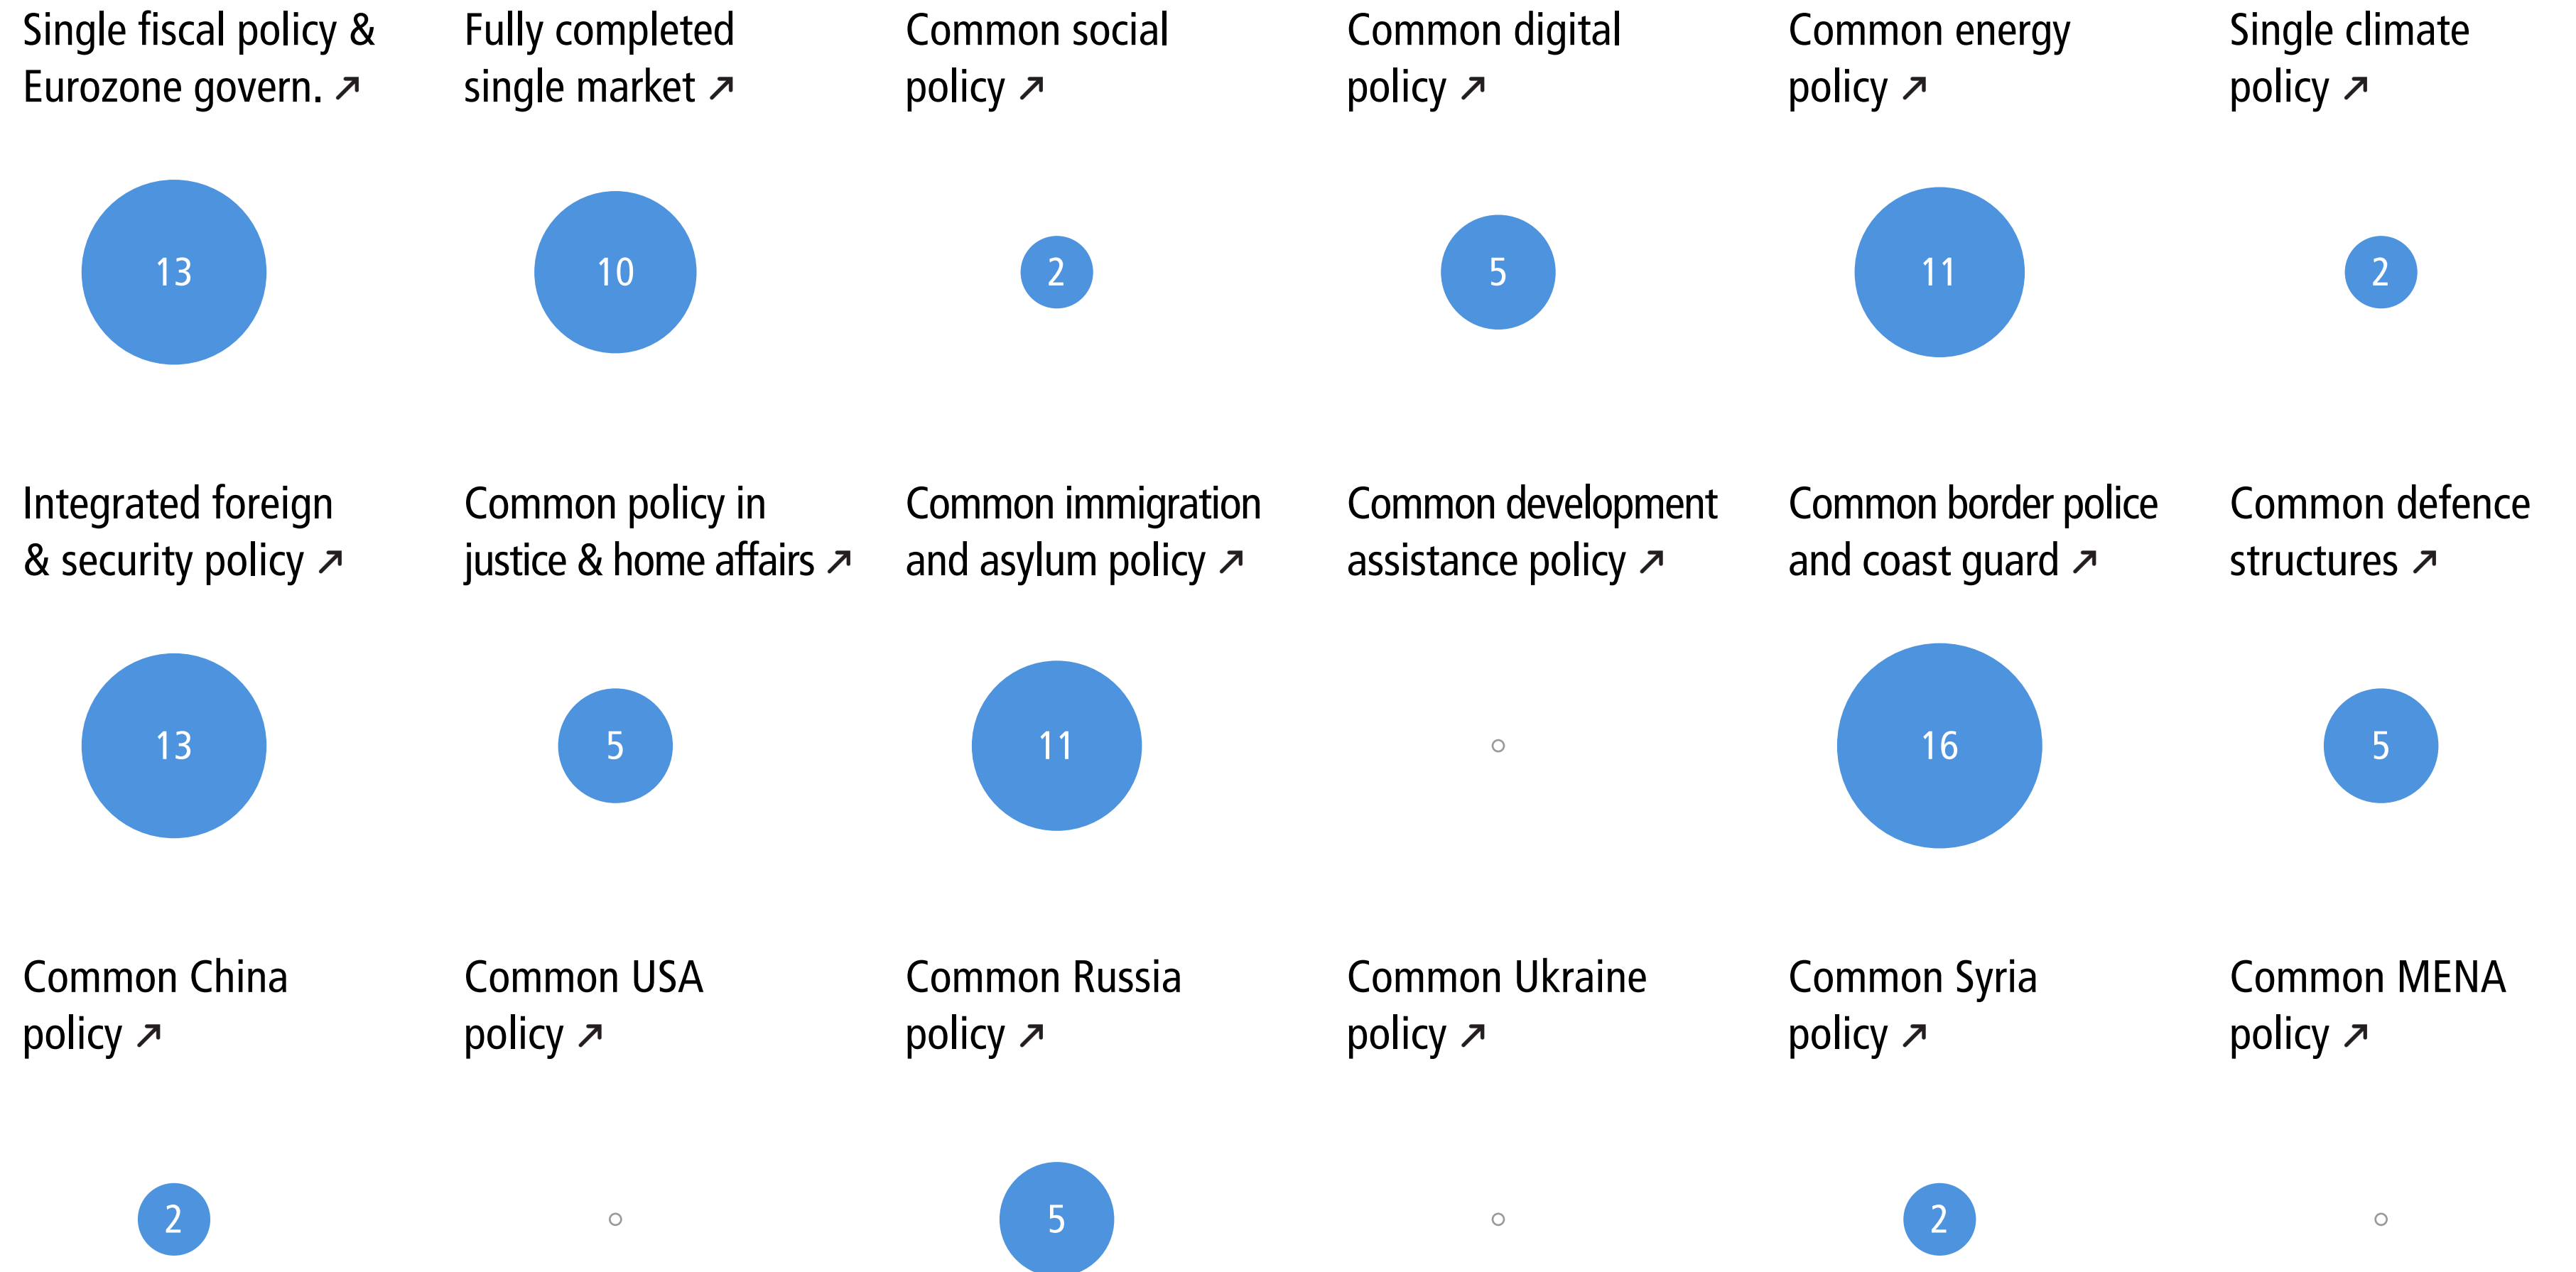 Single fiscal policy &
Eurozone govern. ↗
Fully completed
single market ↗
Common social
policy ↗
Common digital
policy ↗
Common energy
policy ↗
Single climate
policy ↗
13
10
2
5
11
2
Integrated foreign
& security policy ↗
Common policy in
justice & home affairs ↗
Common immigration
and asylum policy ↗
Common development
assistance policy ↗
Common border police
and coast guard ↗
Common defence
structures ↗
13
5
11
16
5
Common China
policy ↗
Common USA
policy ↗
Common Russia
policy ↗
Common Ukraine
policy ↗
Common Syria
policy ↗
Common MENA
policy ↗
2
5
2